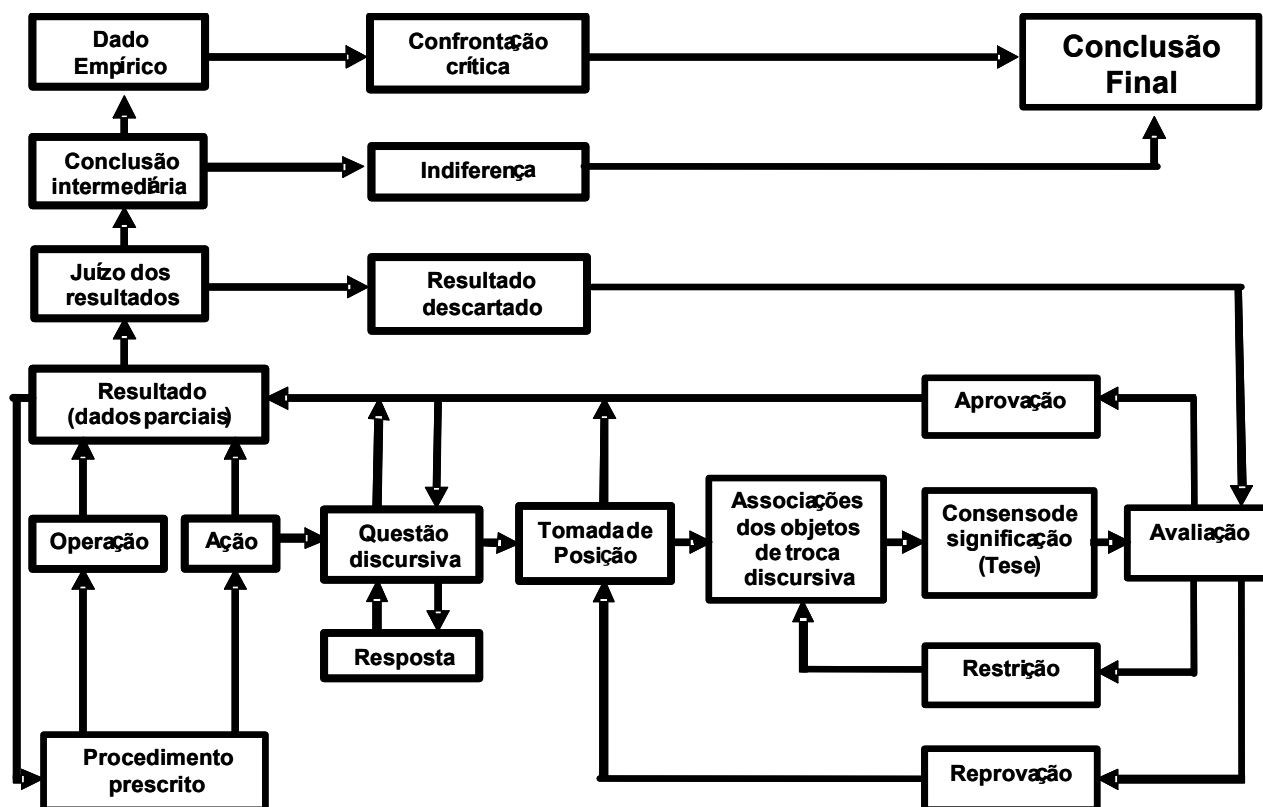 Dado
Empírico
Confrontação
crítica
Conclusão
Final
Conclusão
intermediária
Indiferença
Juízo dos
resultados
Resultado
descartado
Resultado
(dados parciais)
Aprovação
Operação
Ação
Questão
discursiva
Tomada de
Posição
Associações
dos objetos
de troca
discursiva
Consenso de
significação
(Tese)
Avaliação
Resposta
Restrição
Procedimento
prescrito
Reprovação